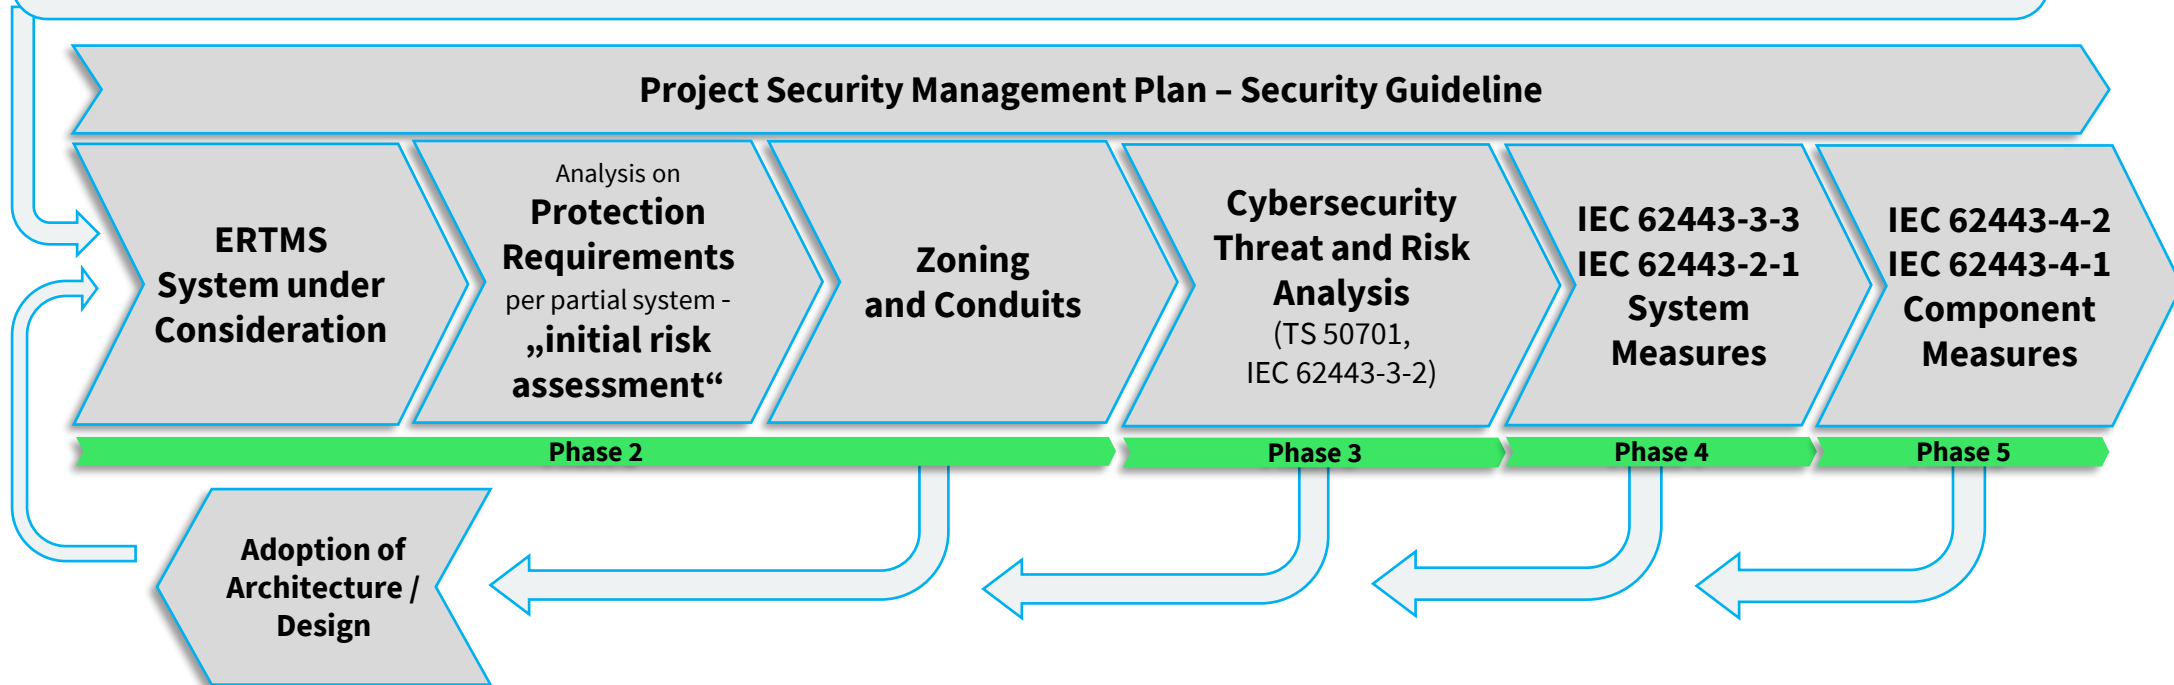 Project Security Management Plan – Security Guideline
ERTMS
System under
Consideration
Analysis on
Protection
Requirements
per partial system -
„initial risk
assessment“
Zoning
and Conduits
Cybersecurity
Threat and Risk
Analysis
(TS 50701,
IEC 62443-3-2)
IEC 62443-3-3
IEC 62443-2-1
System
Measures
IEC 62443-4-2
IEC 62443-4-1
Component
Measures
Phase 2
Phase 3
Phase 4
Phase 5
Adoption of
Architecture /
Design